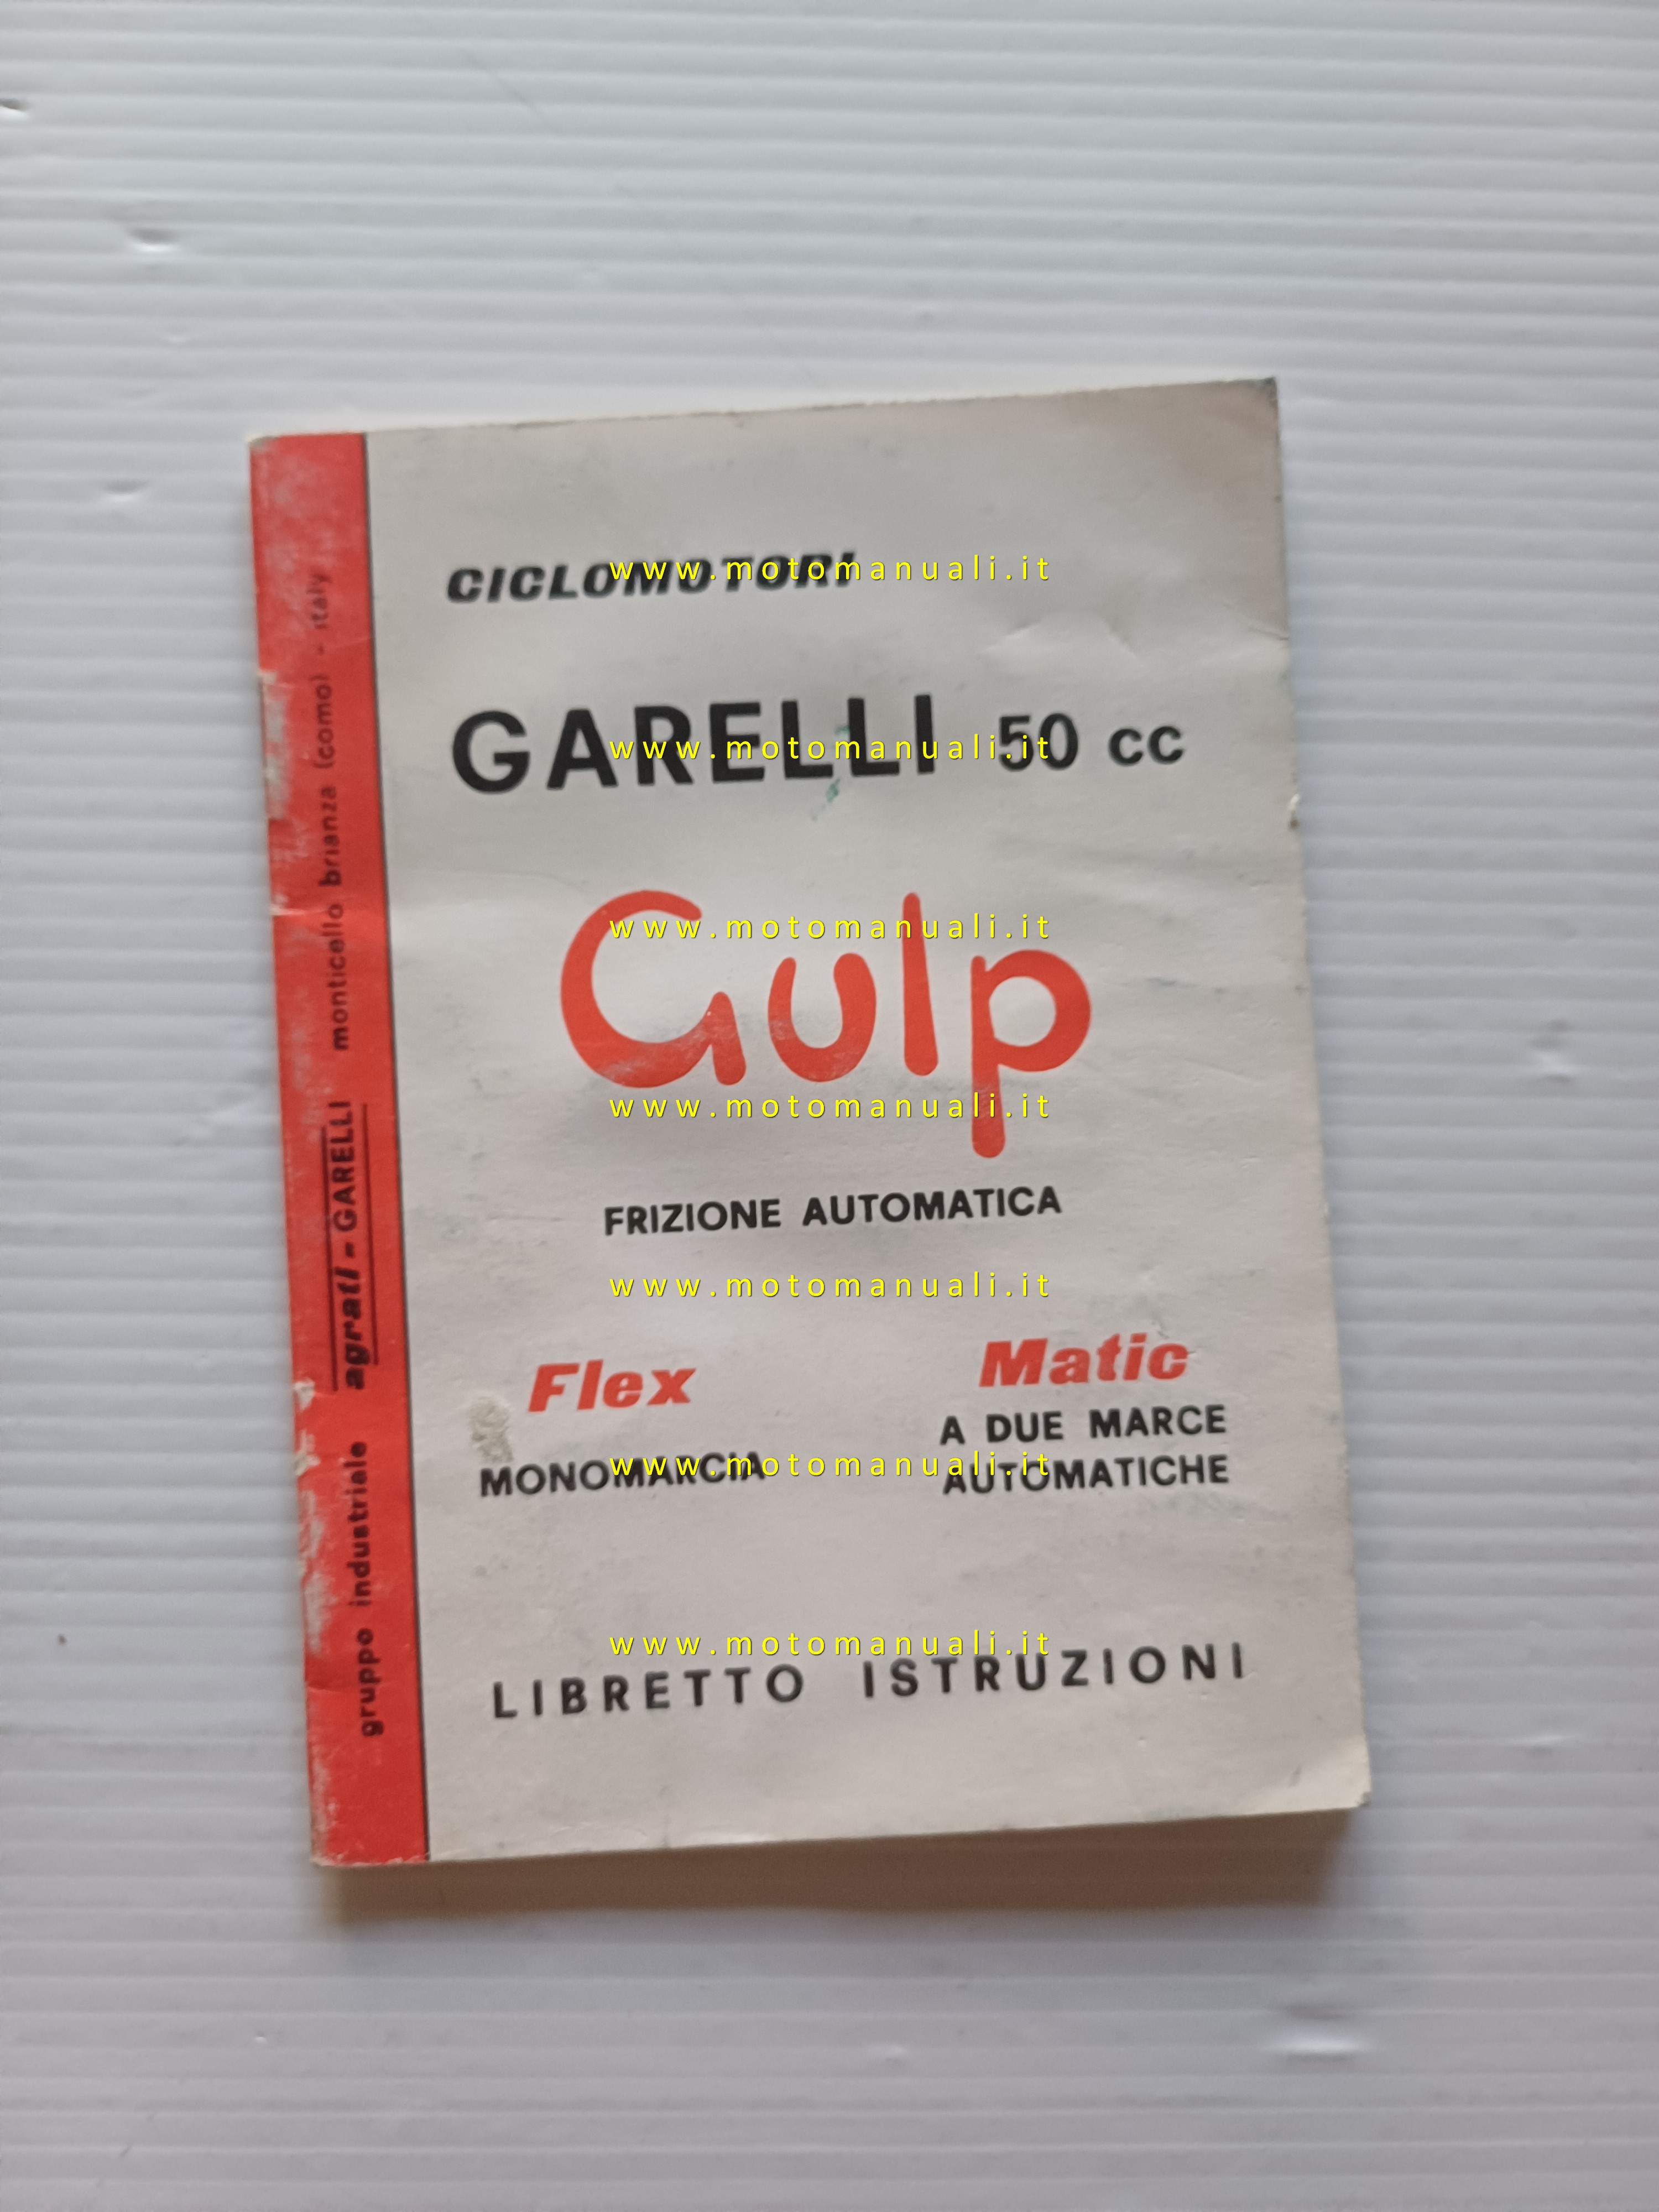 CICLOMOTORI
GARELLI 50 cc
Gulp
FRIZIONE AUTOMATICA
Flex
MONOMARCIA
Matic
A DUE MARCE
AUTOMATICHE
LIBRETTO ISTRUZIONI
gruppo industriale agrati - GARELLI monticello brianza (como) - italy
www.motomanuali.it
www.motomanuali.it
www.motomanuali.it
www.motomanuali.it
www.motomanuali.it
www.motomanuali.it
www.motomanuali.it